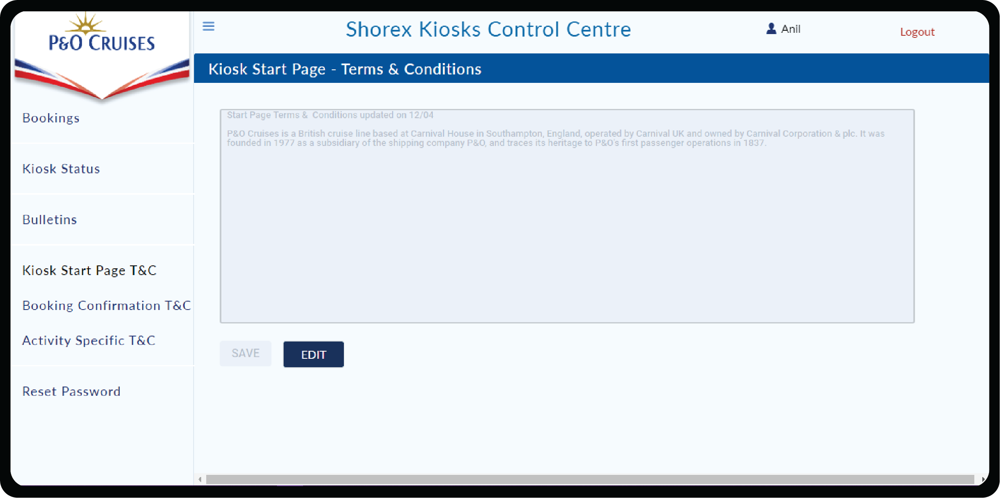 P&O CRUISES
Shorex Kiosks Control Centre
Anil
Logout
Kiosk Start Page - Terms & Conditions
Bookings
Kiosk Status
Bulletins
Kiosk Start Page T&C
Booking Confirmation T&C
Activity Specific T&C
Reset Password
Start Page Terms &  Conditions updated on 12/04
P&O Cruises is a British cruise line based at Carnival House in Southampton, England, operated by Carnival UK and owned by Carnival Corporation & plc. It was
founded in 1977 as a subsidiary of the shipping company P&O, and traces its heritage to P&O's first passenger operations in 1837.
SAVE
EDIT